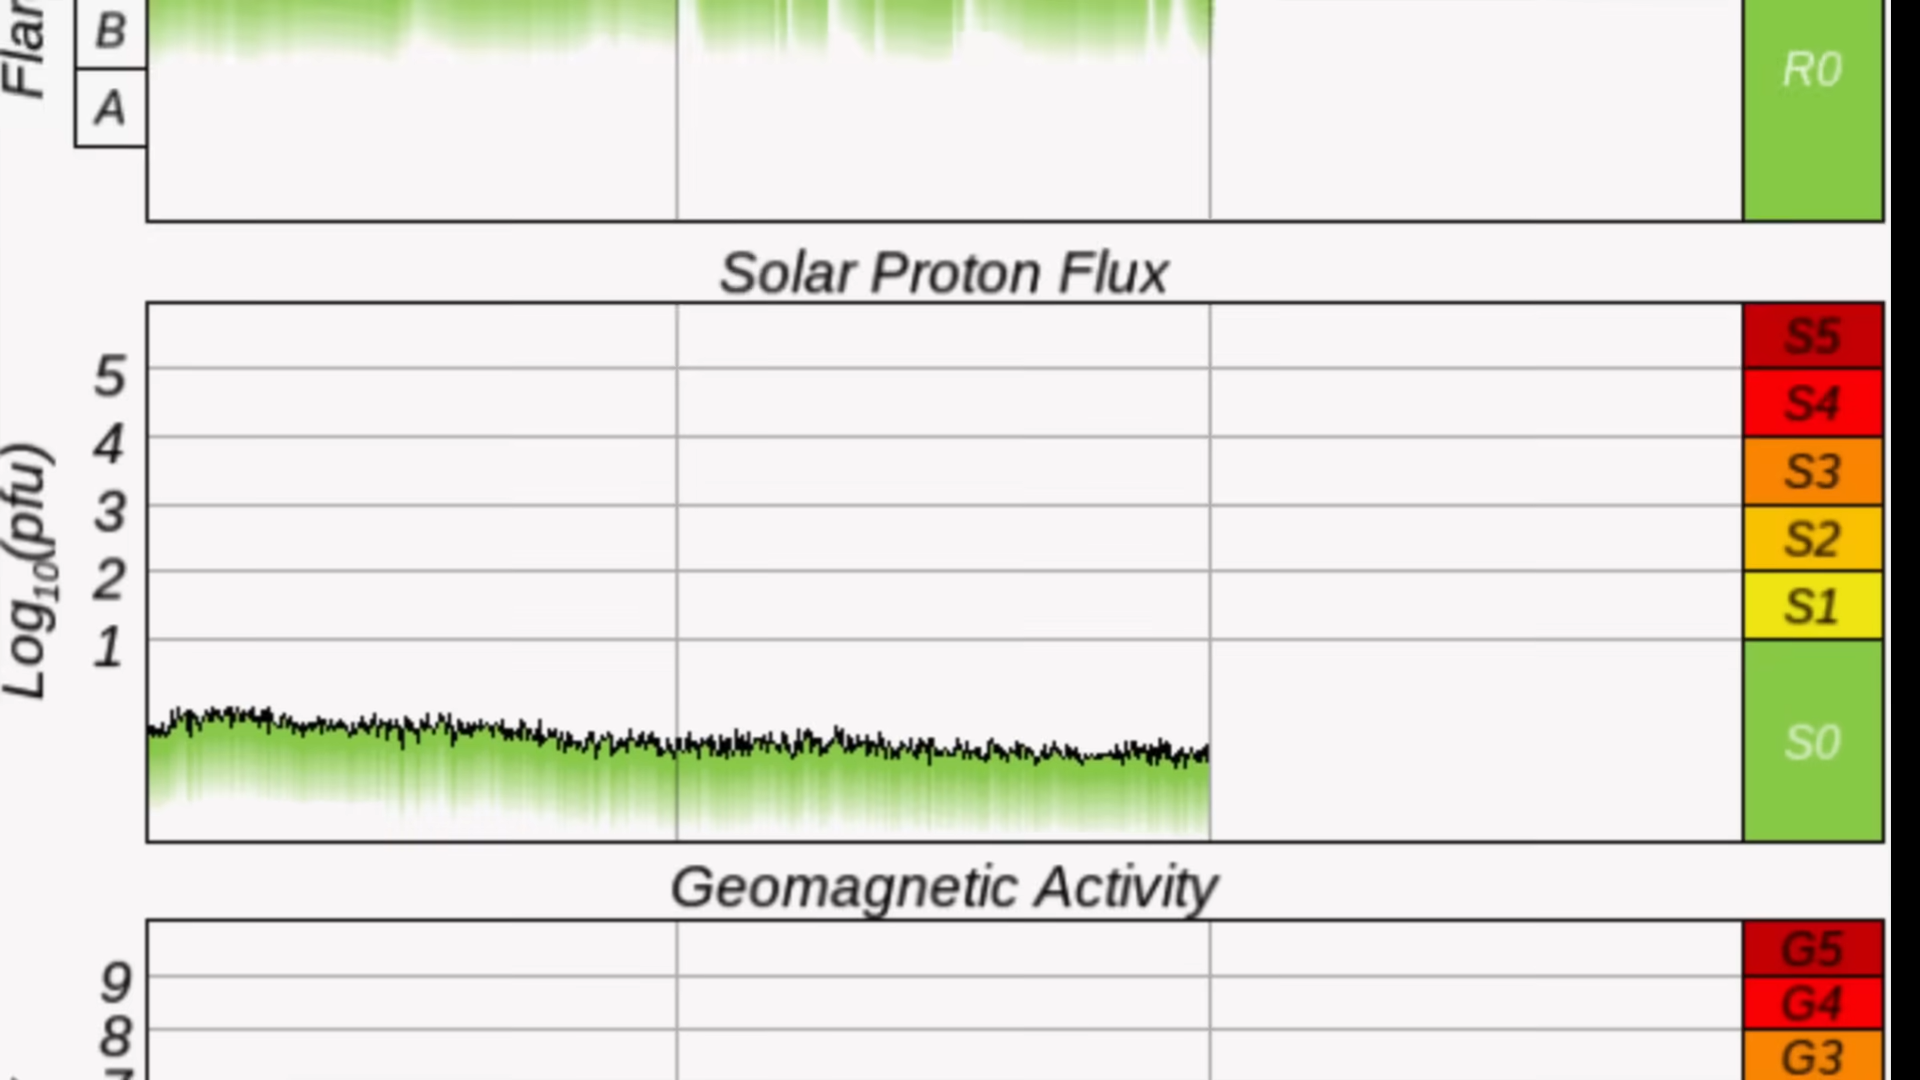 Flar
B
A
R0
Solar Proton Flux
Log10(pfu)
5
4
3
2
1
S5
S4
S3
S2
S1
S0
Geomagnetic Activity
9
8
G5
G4
G3